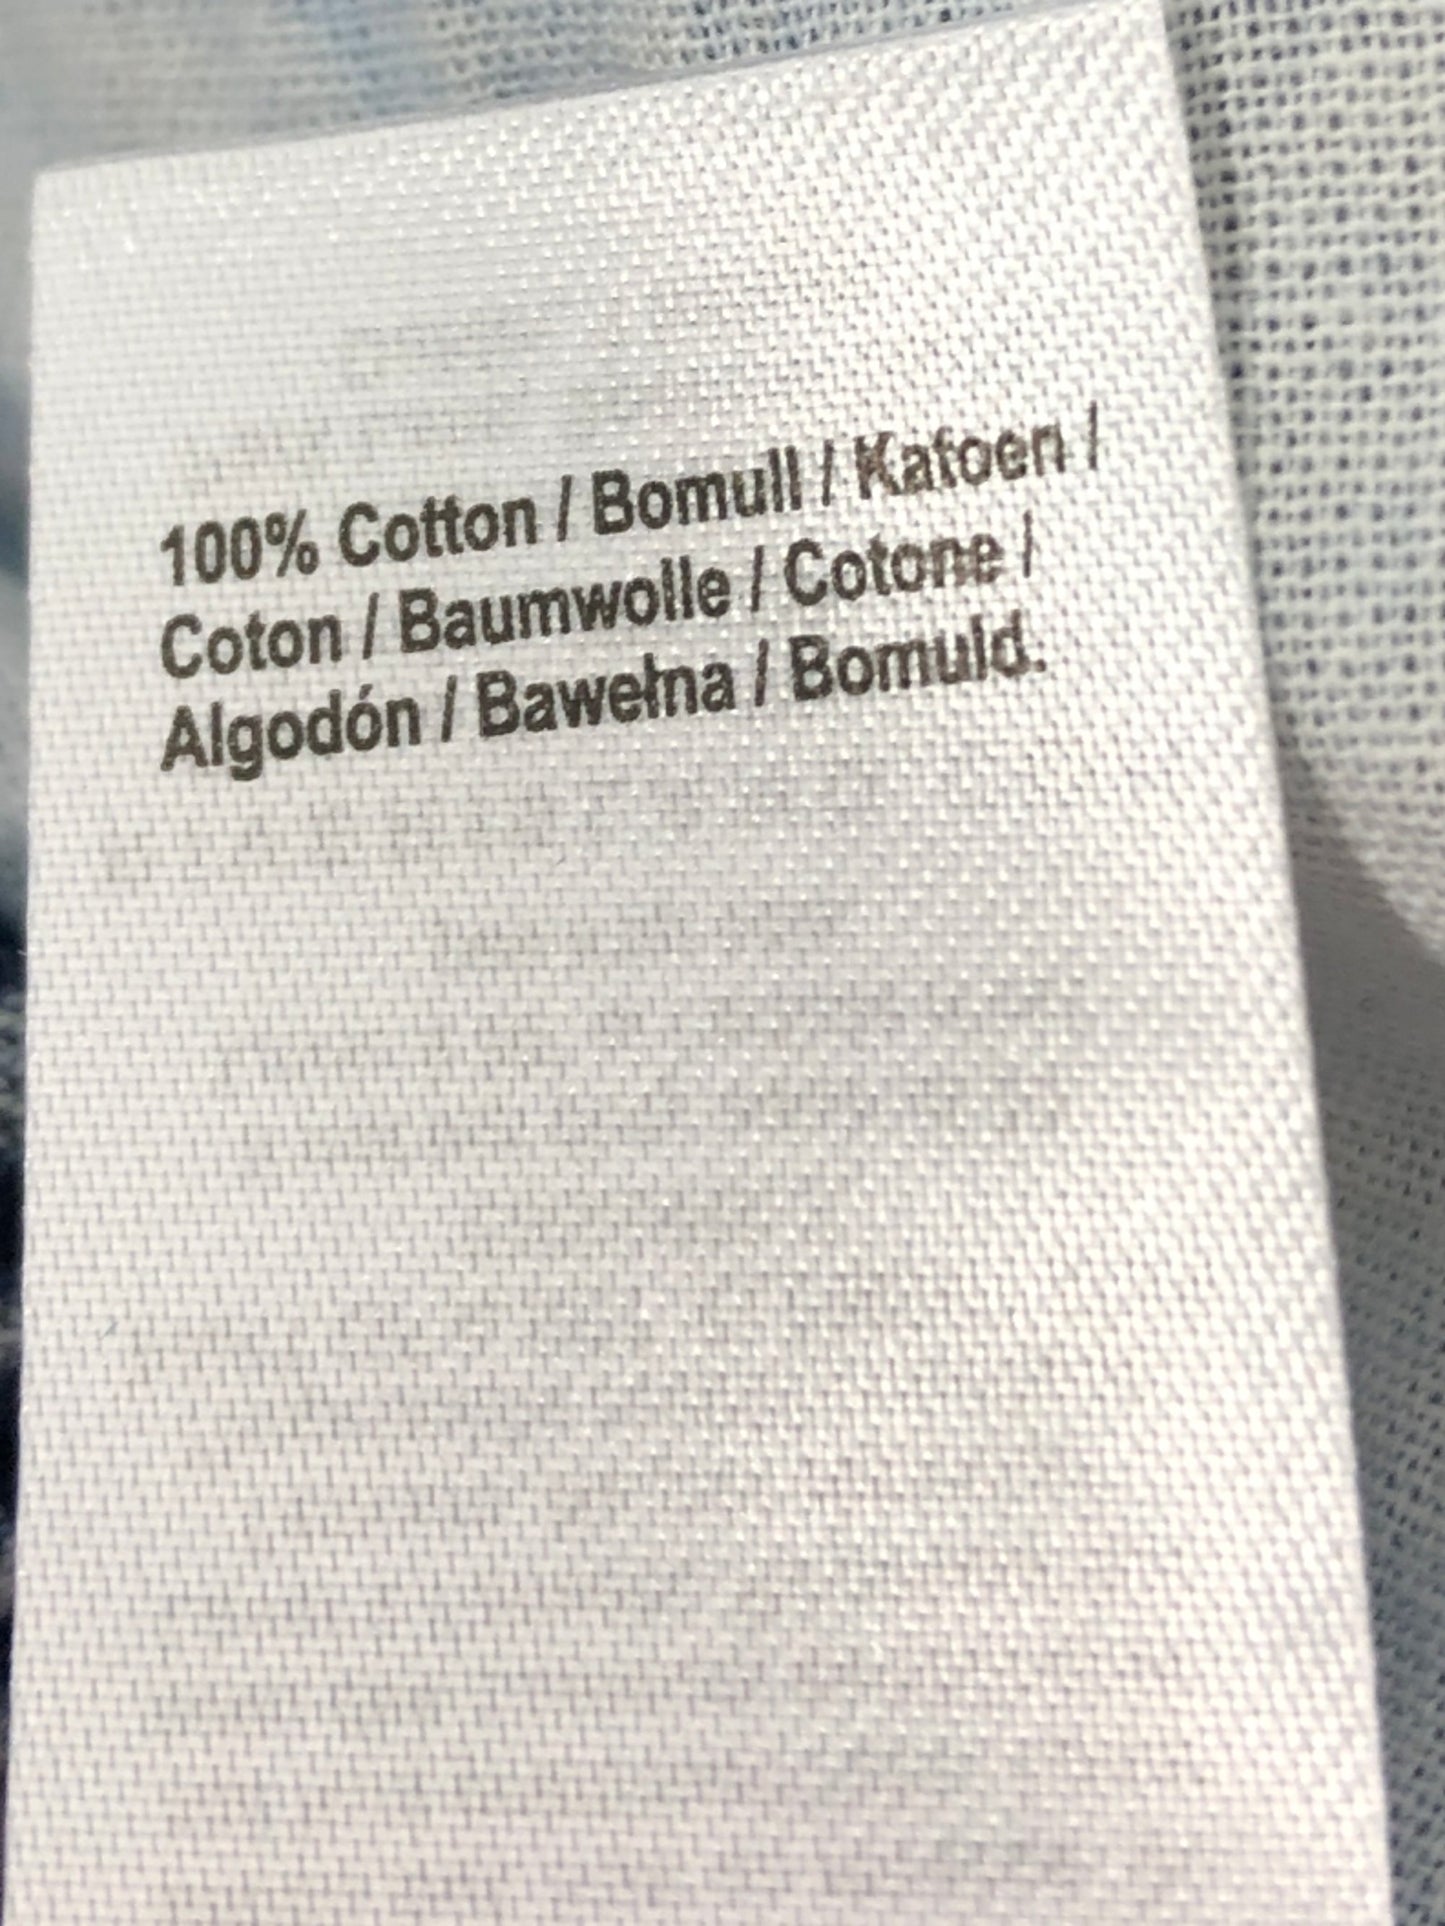 100% Cotton / Bomull / Katoen /
Coton / Baumwolle / Cotone /
Algodón / Bawełna / Bomuld.